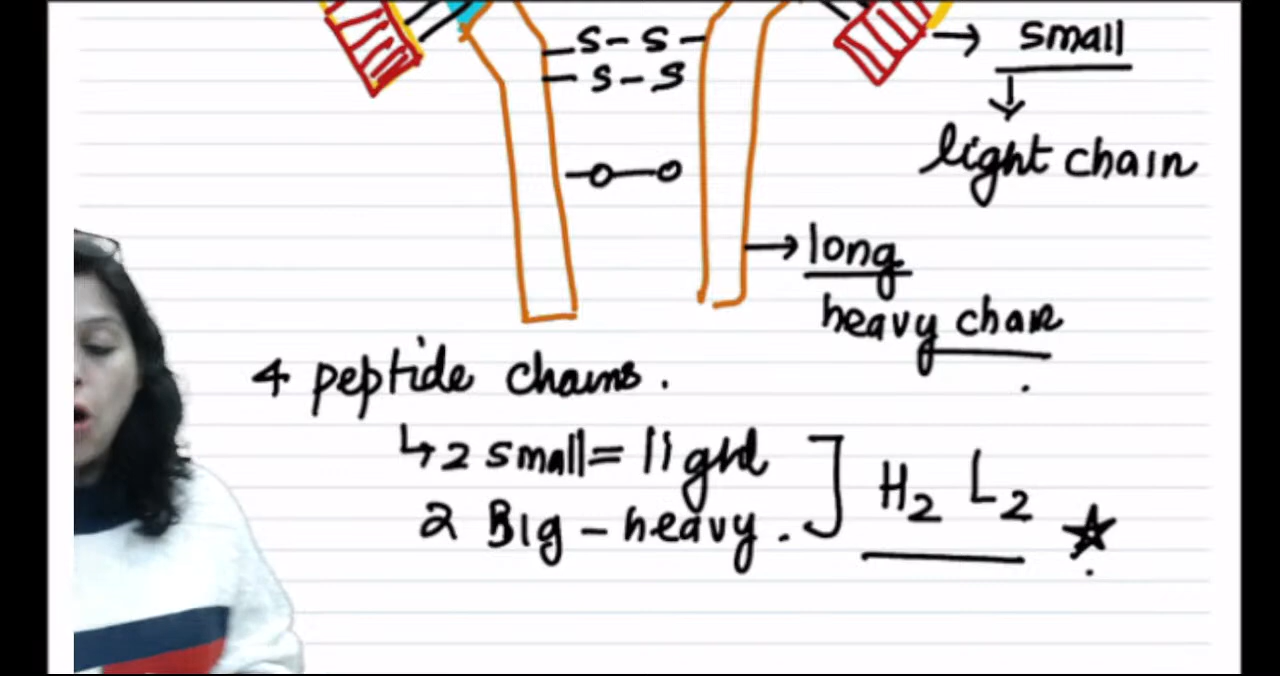 S-S
small
S-S
light chain
long
heavy chain
4 peptide chains.
↳2 small= light
2 Big - heavy.] H2 L2